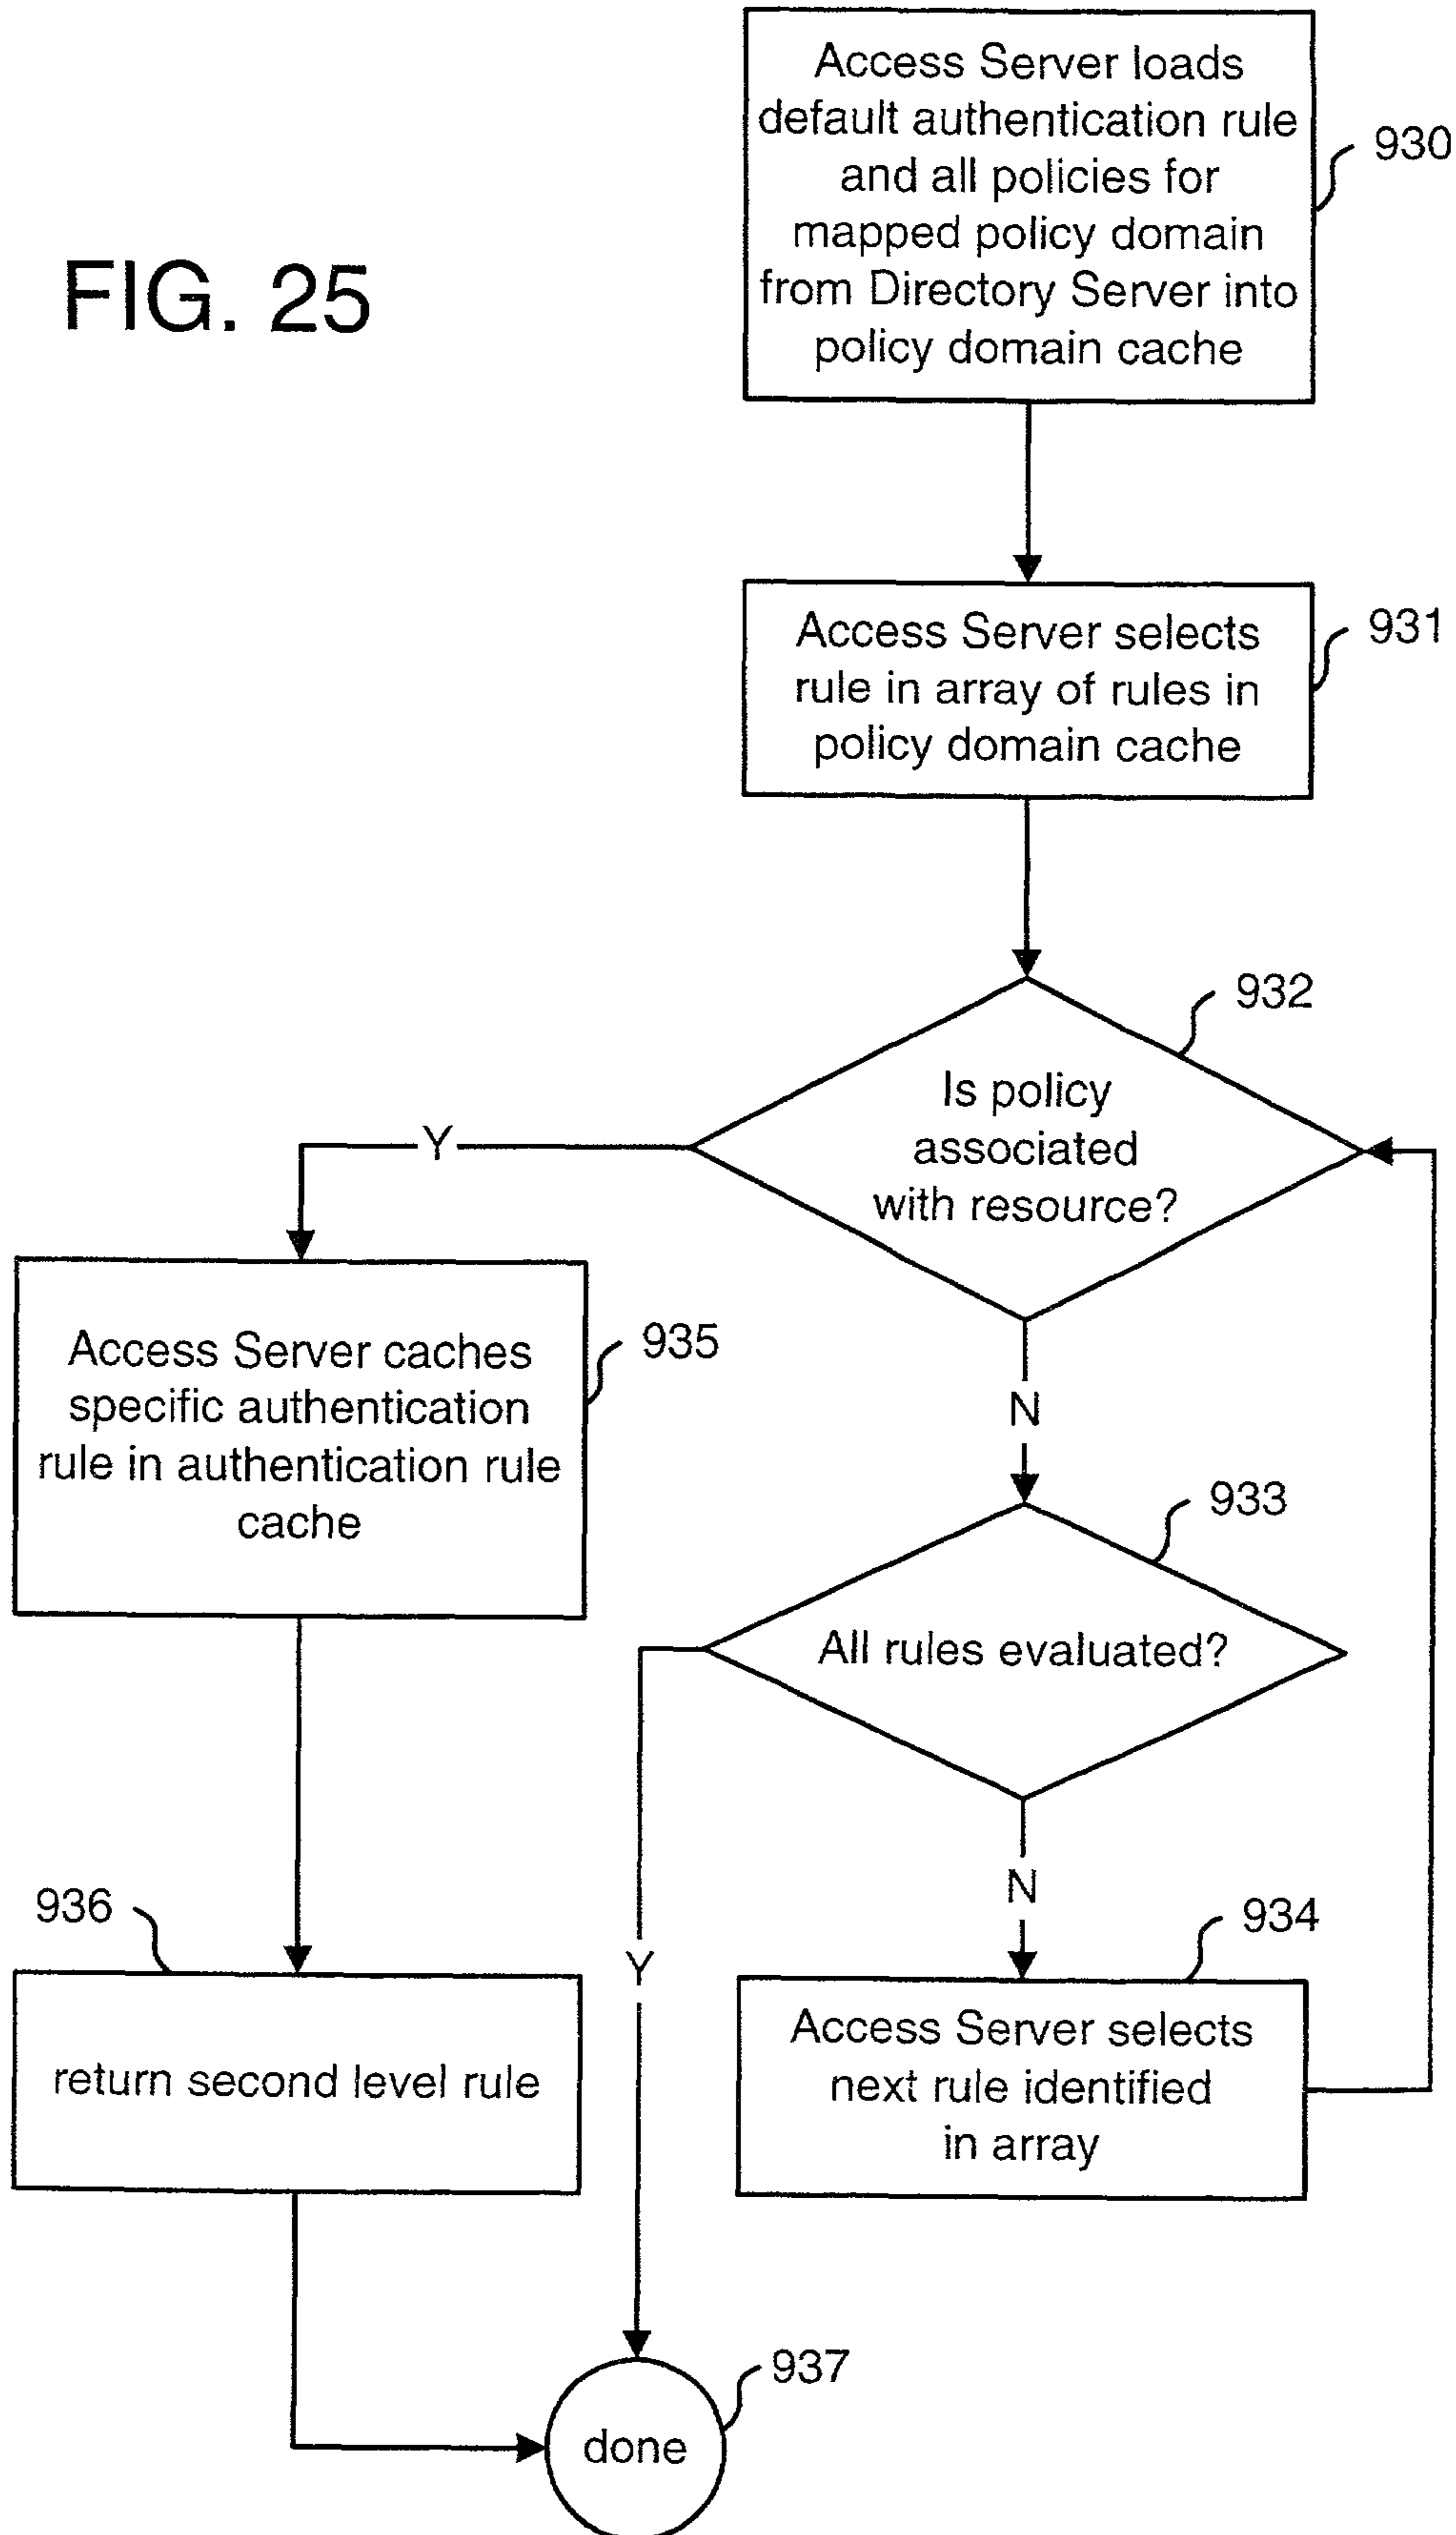 FIG. 25
Access Server loads
default authentication rule
and all policies for
mapped policy domain
from Directory Server into
policy domain cache
930
Access Server selects
rule in array of rules in
policy domain cache
931
932
Is policy
associated
with resource?
Y
N
Access Server caches
specific authentication
rule in authentication rule
cache
935
933
All rules evaluated?
Y
N
936
return second level rule
934
Access Server selects
next rule identified
in array
937
done